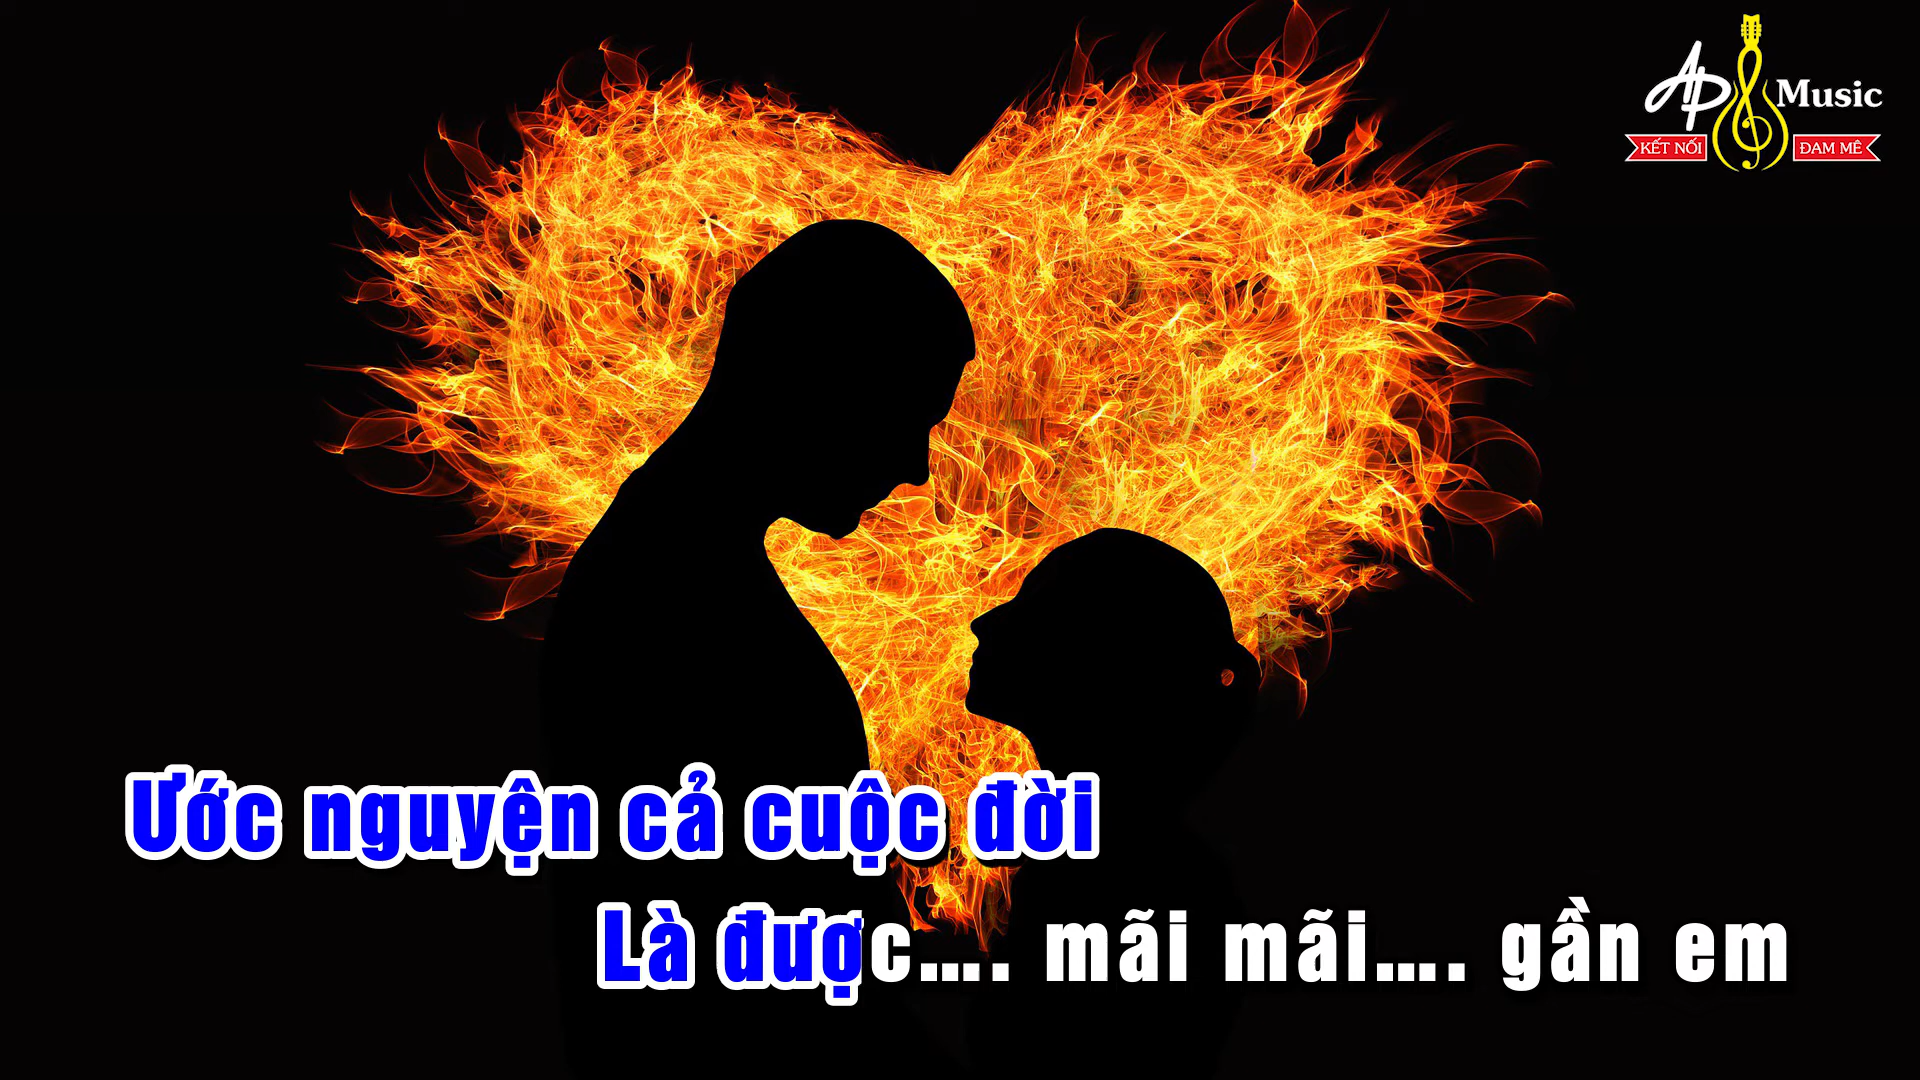 AP Music
KẾT NỐI ĐAM MÊ
Ước nguyện cả cuộc đời
Là được.... mãi mãi.... gần em